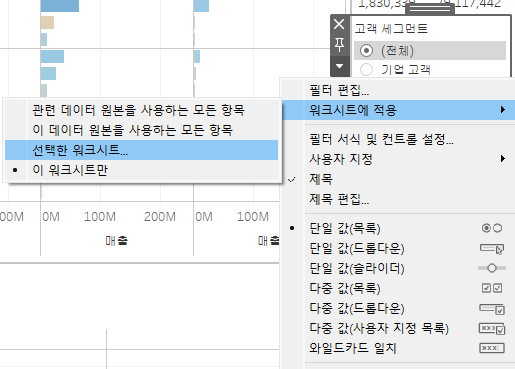 1,830,339 79,117,442
고객 세그먼트
(전체)
기업 고객
필터 편집...
워크시트에 적용
관련 데이터 원본을 사용하는 모든 항목
이 데이터 원본을 사용하는 모든 항목
선택한 워크시트...
이 워크시트만
필터 서식 및 컨트롤 설정...
사용자 지정
제목
제목 편집...
00M 0M 100M 200M 0M 100M
매출 매출
단일 값(목록)
단일 값(드롭다운)
단일 값(슬라이더)
다중 값(목록)
다중 값(드롭다운)
다중 값(사용자 지정 목록)
와일드카드 일치